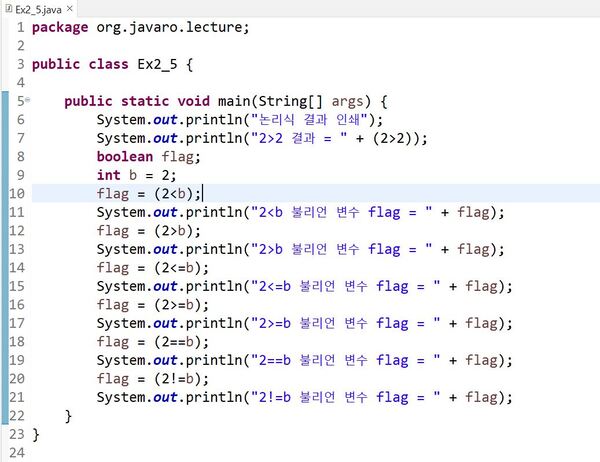 Ex2_5.java
1 package org.javaro.lecture;
2
3 public class Ex2_5 {
4
5 public static void main(String[] args) {
6 System.out.println("논리식 결과 인쇄");
7 System.out.println("2>2 결과 = " + (2>2));
8 boolean flag;
9 int b = 2;
10 flag = (2<b);
11 System.out.println("2<b 불리언 변수 flag = " + flag);
12 flag = (2>b);
13 System.out.println("2>b 불리언 변수 flag = " + flag);
14 flag = (2<=b);
15 System.out.println("2<=b 불리언 변수 flag = " + flag);
16 flag = (2>=b);
17 System.out.println("2>=b 불리언 변수 flag = " + flag);
18 flag = (2==b);
19 System.out.println("2==b 불리언 변수 flag = " + flag);
20 flag = (2!=b);
21 System.out.println("2!=b 불리언 변수 flag = " + flag);
22 }
23 }
24